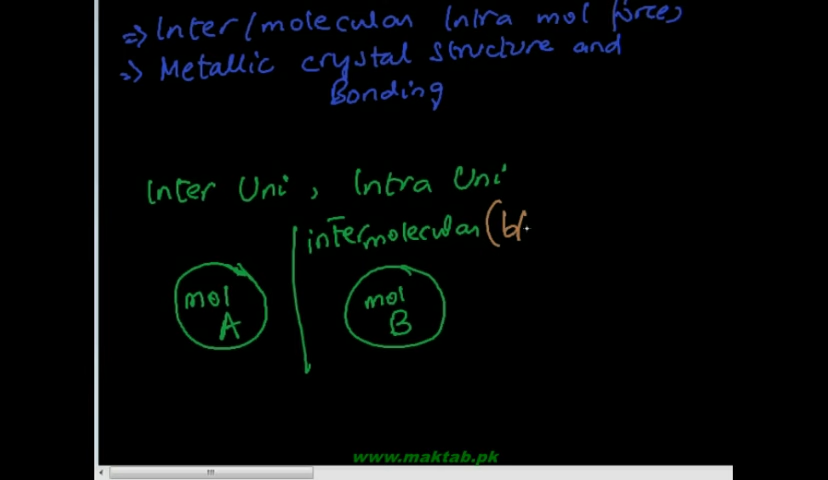 => Inter/molecular Intra mol forces
=> Metallic crystal structure and
Bonding
Inter Uni, Intra Uni
intermolecular (b/
mol
A
mol
B
www.maktab.pk